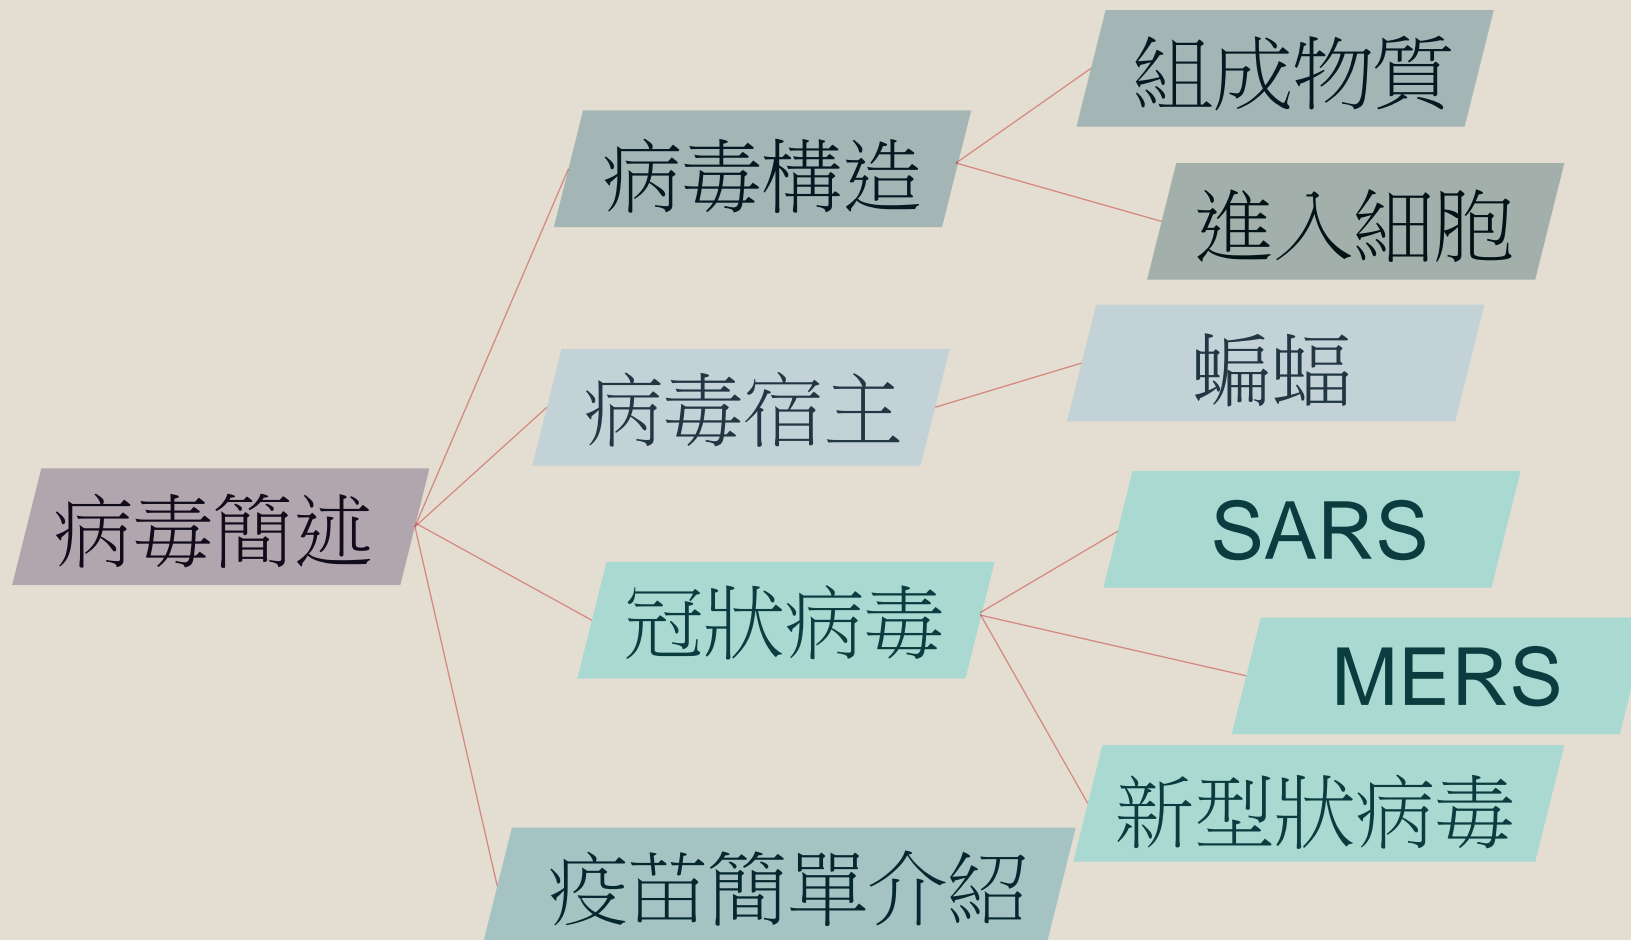 病毒簡述
病毒構造
組成物質
進入細胞
病毒宿主
蝙蝠
冠狀病毒
SARS
MERS
新型狀病毒
疫苗簡單介紹